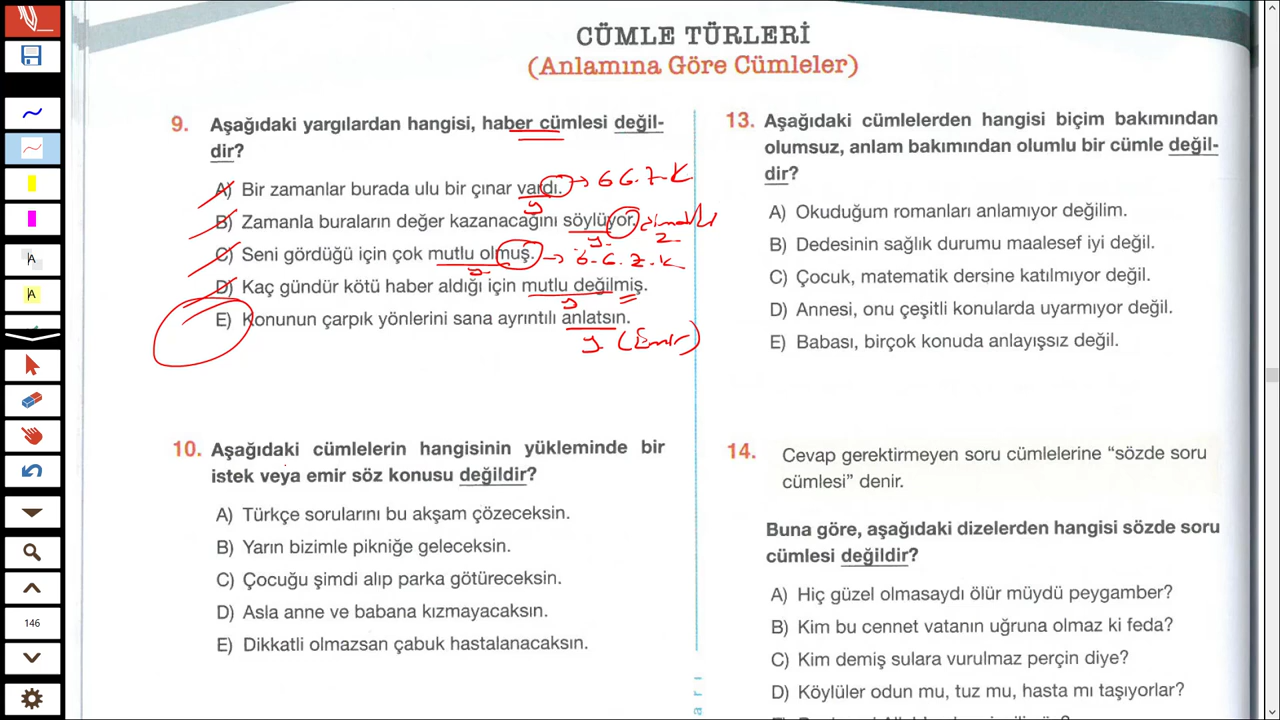 CÜMLE TÜRLERİ
(Anlamına Göre Cümleler)
9. Aşağıdaki yargılardan hangisi, haber cümlesi değil-
dir?
A) Bir zamanlar burada ulu bir çınar vardı. → G.G.Z.K
y
B) Zamanla buraların değer kazanacağını söylüyor.
y. Z.
C) Seni gördüğü için çok mutlu olmuş. → G.G.Z.K
y
D) Kaç gündür kötü haber aldığı için mutlu değilmiş.
y
E) Konunun çarpık yönlerini sana ayrıntılı anlatsın.
y. (Emir)
10. Aşağıdaki cümlelerin hangisinin yükleminde bir
istek veya emir söz konusu değildir?
A) Türkçe sorularını bu akşam çözeceksin.
B) Yarın bizimle pikniğe geleceksin.
C) Çocuğu şimdi alıp parka götüreceksin.
D) Asla anne ve babana kızmayacaksın.
E) Dikkatli olmazsan çabuk hastalanacaksın.
13. Aşağıdaki cümlelerden hangisi biçim bakımından
olumsuz, anlam bakımından olumlu bir cümle değil-
dir?
A) Okuduğum romanları anlamıyor değilim.
B) Dedesinin sağlık durumu maalesef iyi değil.
C) Çocuk, matematik dersine katılmıyor değil.
D) Annesi, onu çeşitli konularda uyarmıyor değil.
E) Babası, birçok konuda anlayışsız değil.
14. Cevap gerektirmeyen soru cümlelerine “sözde soru
cümlesi” denir.
Buna göre, aşağıdaki dizelerden hangisi sözde soru
cümlesi değildir?
A) Hiç güzel olmasaydı ölür müydü peygamber?
B) Kim bu cennet vatanın uğruna olmaz ki feda?
C) Kim demiş sulara vurulmaz perçin diye?
D) Köylüler odun mu, tuz mu, hasta mı taşıyorlar?
A
A
146